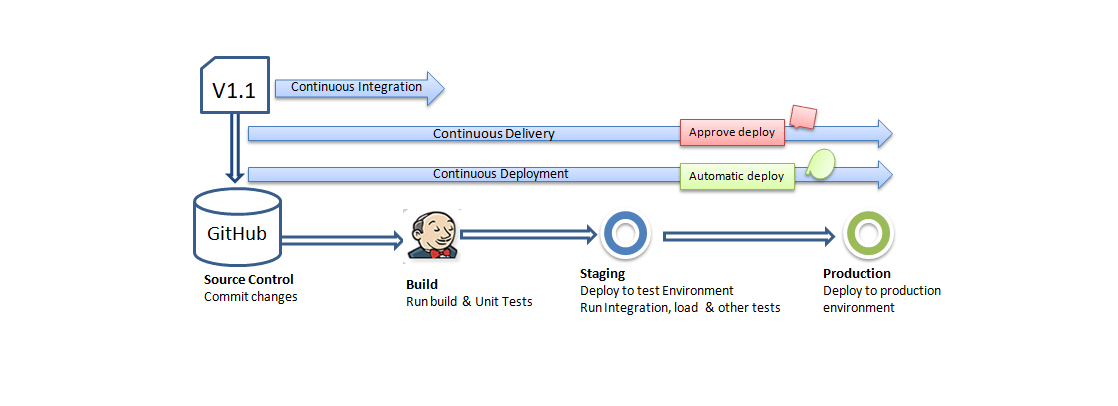 V1.1
Continuous Integration
Continuous Delivery
Approve deploy
Continuous Deployment
Automatic deploy
GitHub
Source Control
Commit changes
Build
Run build & Unit Tests
Staging
Deploy to test Environment
Run Integration, load & other tests
Production
Deploy to production
environment